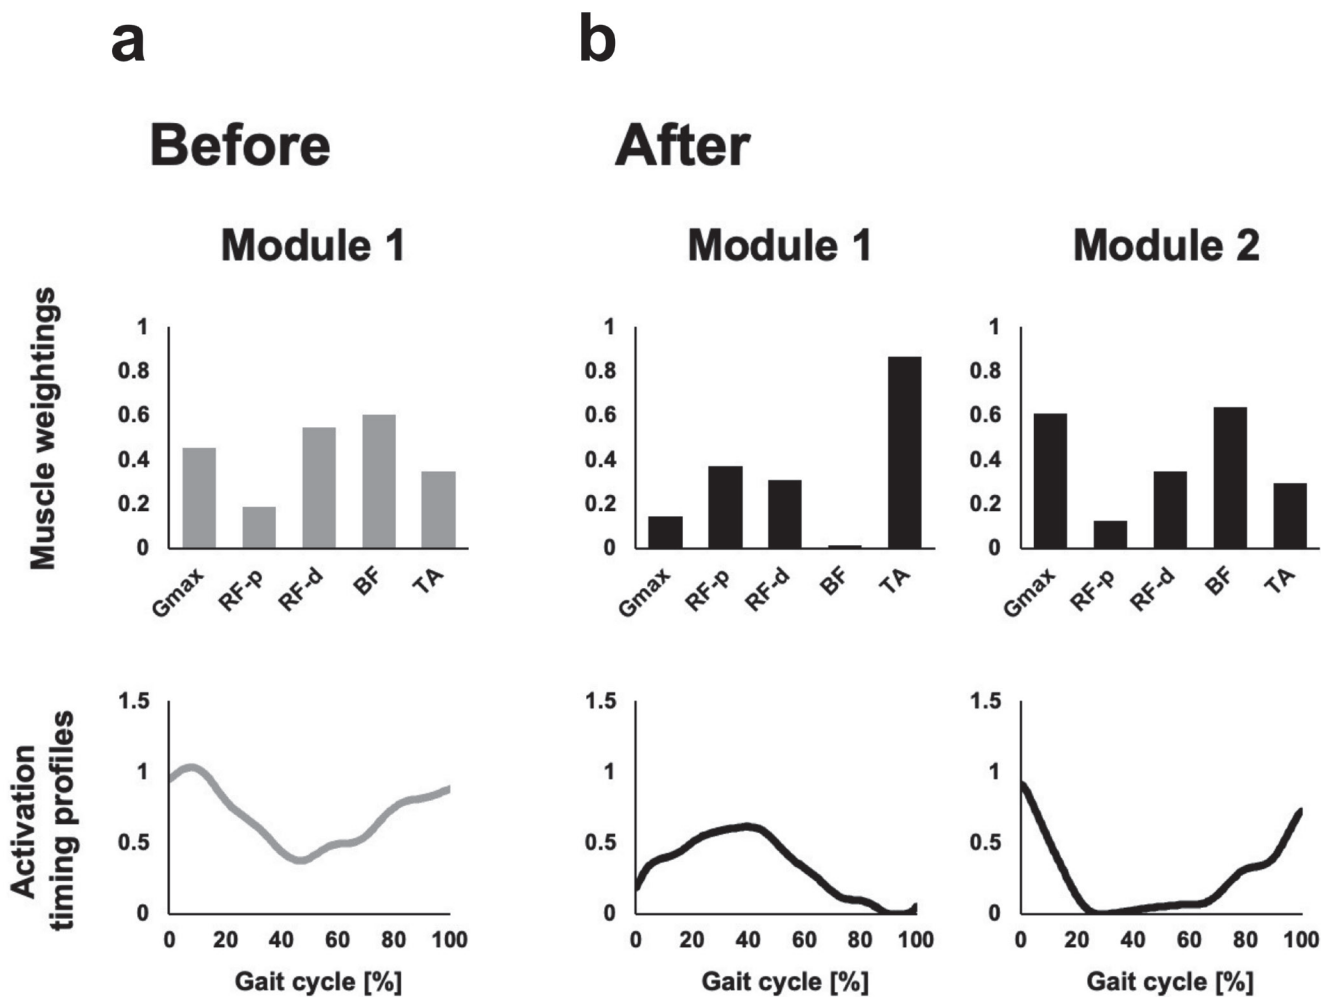 a
b
Before
After
Module 1
Module 1
Module 2
Muscle weightings
1
0.8
0.6
0.4
0.2
0
Gmax
RF-p
RF-d
BF
TA
1
0.8
0.6
0.4
0.2
0
Gmax
RF-p
RF-d
BF
TA
1
0.8
0.6
0.4
0.2
0
Gmax
RF-p
RF-d
BF
TA
Activation
timing profiles
1.5
1
0.5
0
0 20 40 60 80 100
Gait cycle [%]
1.5
1
0.5
0
0 20 40 60 80 100
Gait cycle [%]
1.5
1
0.5
0
0 20 40 60 80 100
Gait cycle [%]